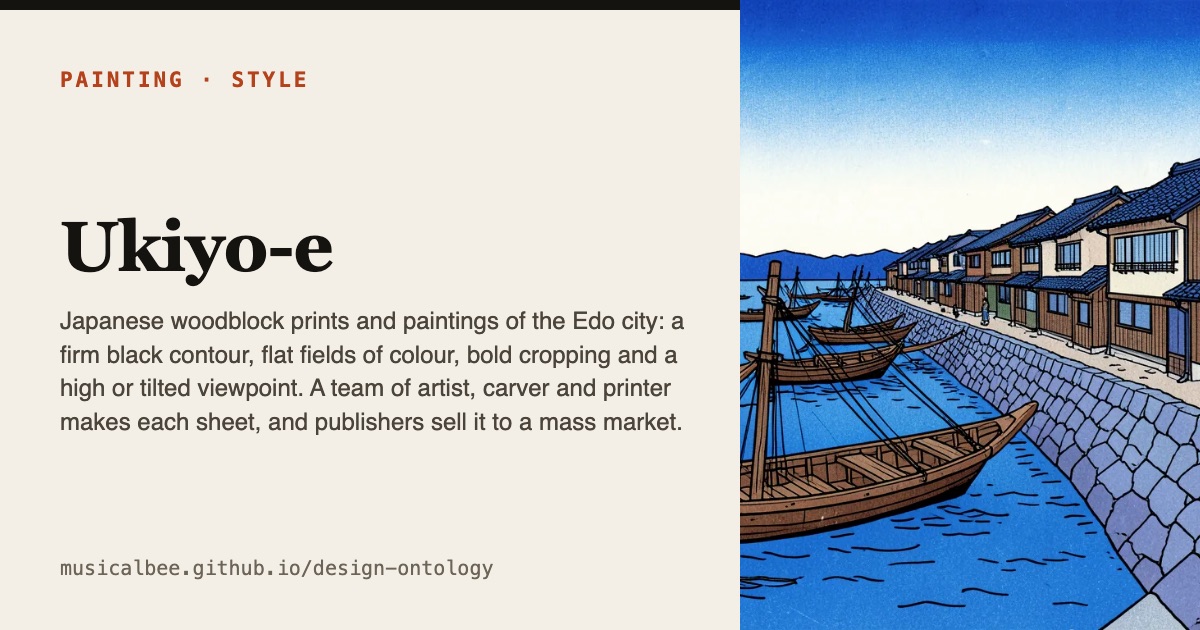 PAINTING · STYLE
Ukiyo-e
Japanese woodblock prints and paintings of the Edo city: a
firm black contour, flat fields of colour, bold cropping and a
high or tilted viewpoint. A team of artist, carver and printer
makes each sheet, and publishers sell it to a mass market.
musicalbee.github.io/design-ontology